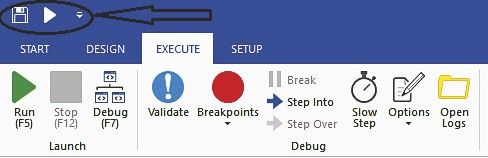 START DESIGN EXECUTE SETUP
Run (F5)
Stop (F12)
Debug (F7)
Validate
Breakpoints
Break
Step Into
Step Over
Slow Step
Options
Open Logs
Launch Debug